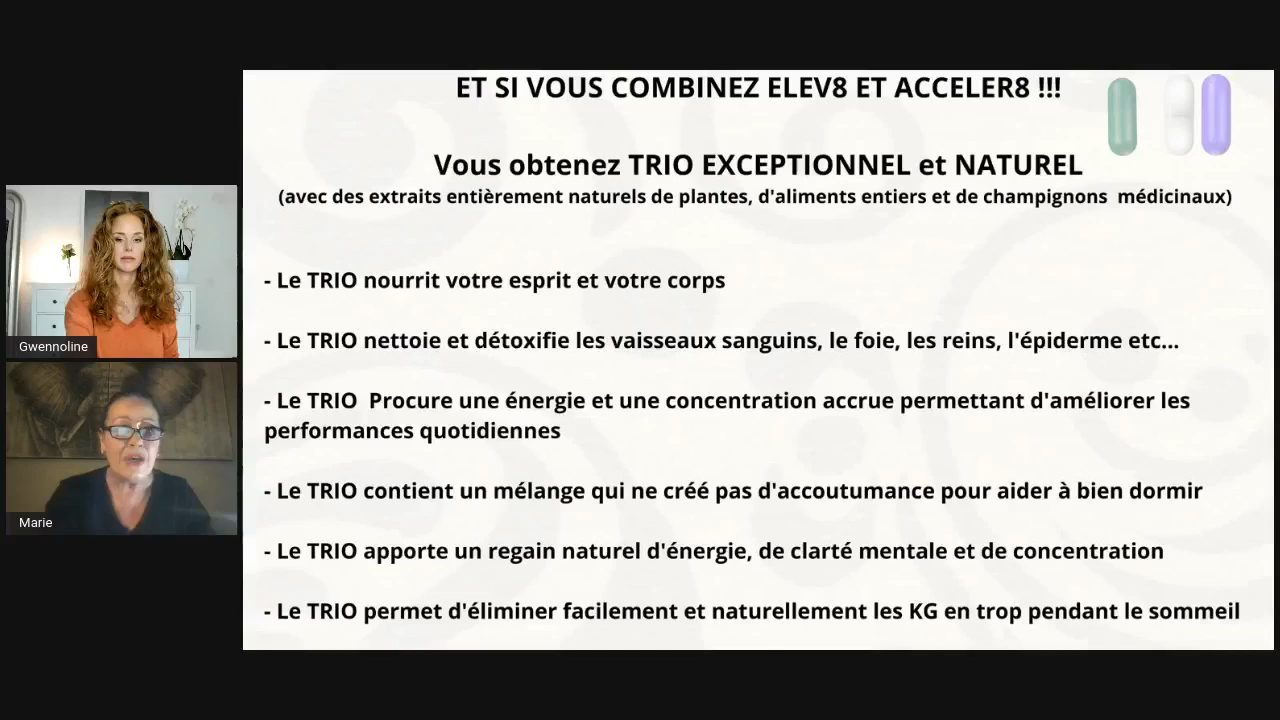 ET SI VOUS COMBINEZ ELEV8 ET ACCELER8 !!!
Vous obtenez TRIO EXCEPTIONNEL et NATUREL
(avec des extraits entièrement naturels de plantes, d'aliments entiers et de champignons médicinaux)
- Le TRIO nourrit votre esprit et votre corps
- Le TRIO nettoie et détoxifie les vaisseaux sanguins, le foie, les reins, l'épiderme etc...
- Le TRIO Procure une énergie et une concentration accrue permettant d'améliorer les
performances quotidiennes
- Le TRIO contient un mélange qui ne créé pas d'accoutumance pour aider à bien dormir
- Le TRIO apporte un regain naturel d'énergie, de clarté mentale et de concentration
- Le TRIO permet d'éliminer facilement et naturellement les KG en trop pendant le sommeil
Gwennoline
Marie